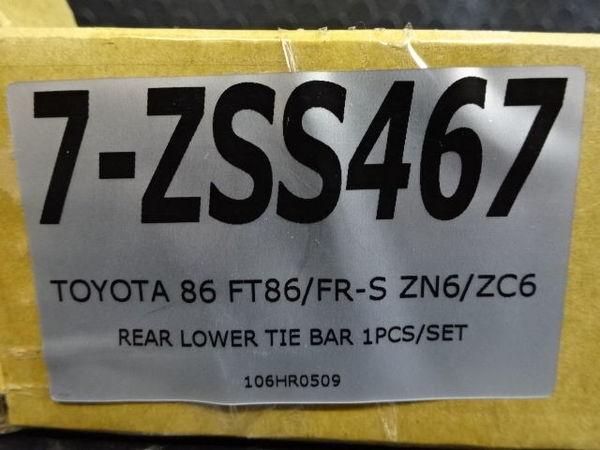 7-ZSS467
TOYOTA 86 FT86/FR-S ZN6/ZC6
REAR LOWER TIE BAR 1PCS/SET
106HR0509